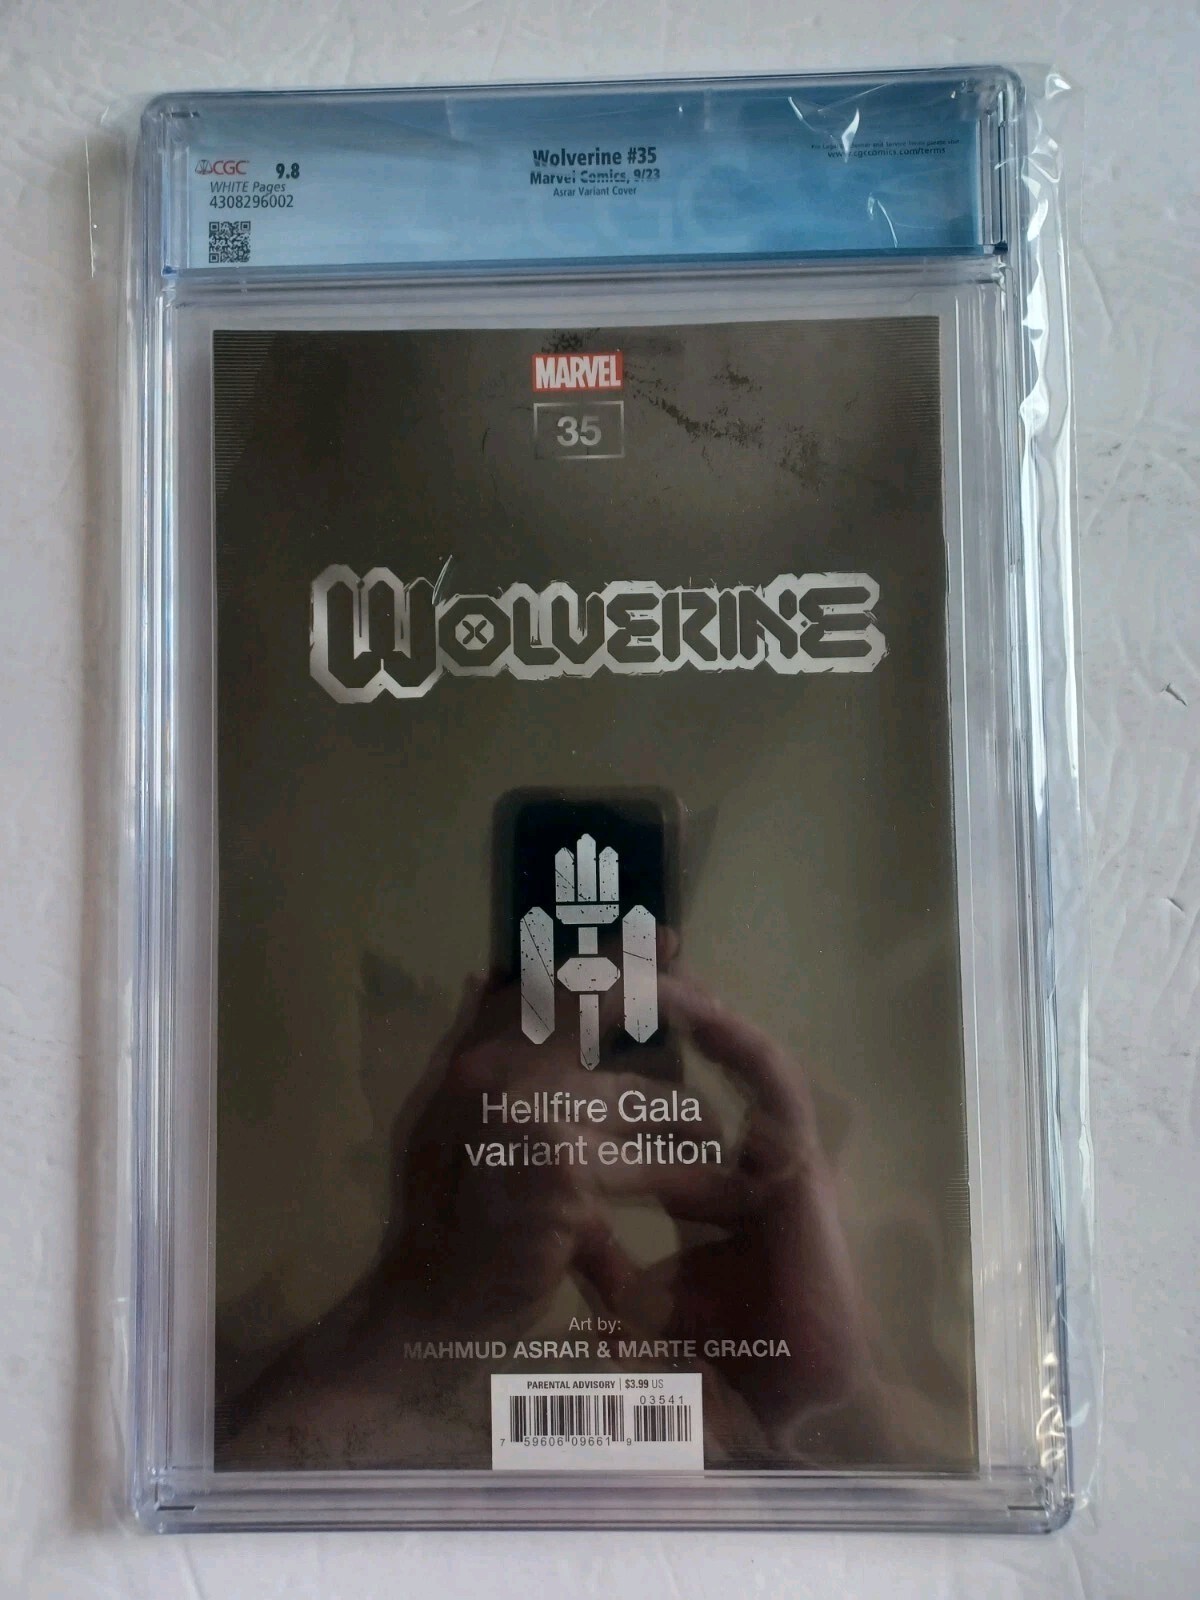 CGC 9.8
WHITE Pages
4308296002
Wolverine #35
Marvel Comics, 9/23
Asrar Variant Cover
www.cgccomics.com/terms
MARVEL
35
WOLVERINE
Hellfire Gala
variant edition
Art by:
MAHMUD ASRAR & MARTE GRACIA
PARENTAL ADVISORY | $3.99 US
03541
7 59606 09661 9